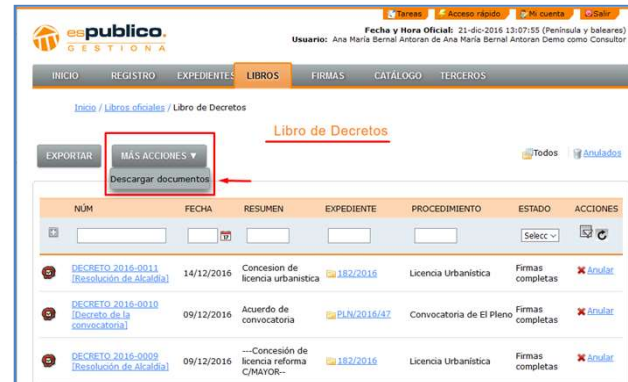 Tareas Acceso rápido Mi cuenta Salir
espublico.
GESTIONA
Fecha y Hora Oficial: 21-dic-2016 13:07:55 (Península y baleares)
Usuario: Ana María Bernal Antoran de Ana María Bernal Antoran Demo como Consultor
INICIO REGISTRO EXPEDIENTES LIBROS FIRMAS CATÁLOGO TERCEROS
Inicio / Libros oficiales / Libro de Decretos
Libro de Decretos
EXPORTAR MÁS ACCIONES ▼ Todos Anulados
Descargar documentos
NÚM FECHA RESUMEN EXPEDIENTE PROCEDIMIENTO ESTADO ACCIONES
Selecc
DECRETO 2016-0011 14/12/2016 Concesion de 182/2016 Licencia Urbanística Firmas Anular
[Resolución de Alcaldía] licencia urbanistica completas
DECRETO 2016-0010 09/12/2016 Acuerdo de PLN/2016/47 Convocatoria de El Pleno Firmas Anular
[Decreto de la convocatoria completas
convocatoria]
DECRETO 2016-0009 09/12/2016 ---Concesión de 182/2016 Licencia Urbanística Firmas Anular
[Resolución de Alcaldía] licencia reforma completas
C/MAYOR--